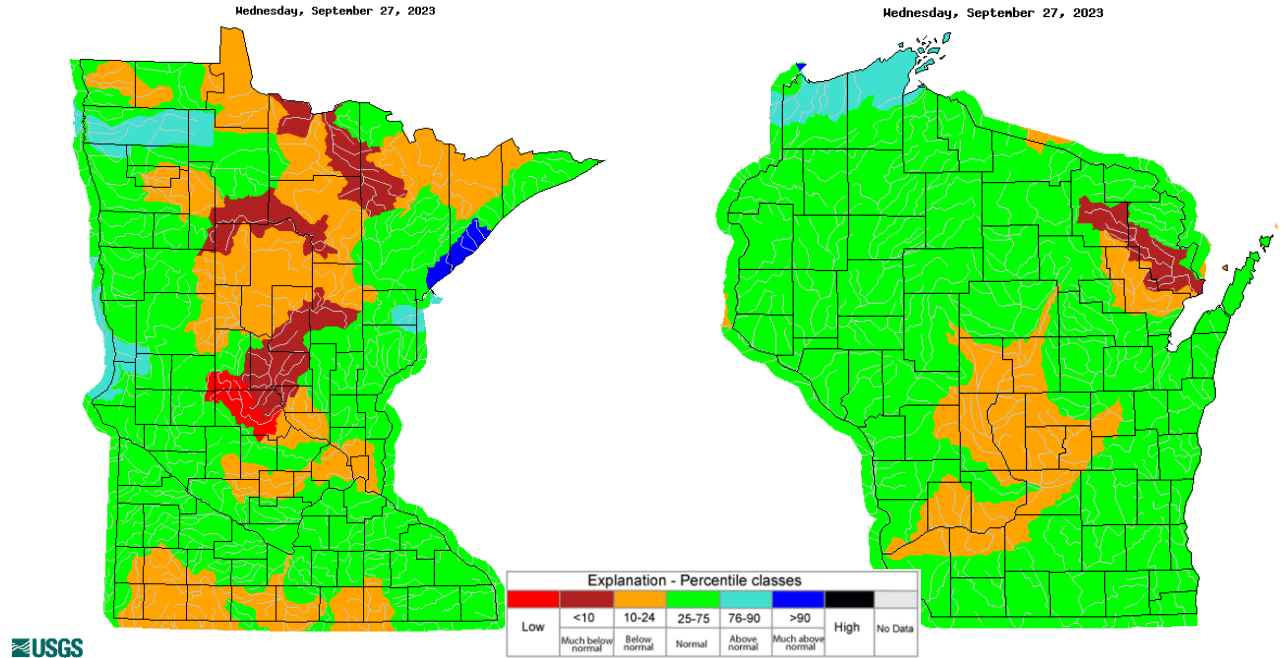 Wednesday, September 27, 2023
Wednesday, September 27, 2023
Explanation - Percentile classes
Low
<10
10-24
25-75
76-90
>90
High
No Data
Much below normal
Below normal
Normal
Above normal
Much above normal
USGS